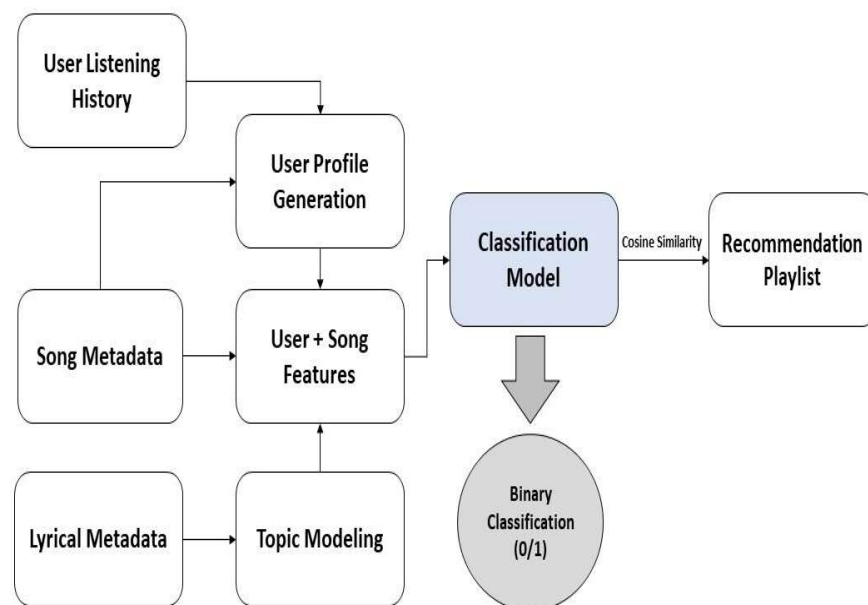 User Listening
History
User Profile
Generation
Classification
Model
Cosine Similarity
Recommendation
Playlist
Song Metadata
User + Song
Features
Lyrical Metadata
Topic Modeling
Binary
Classification
(0/1)